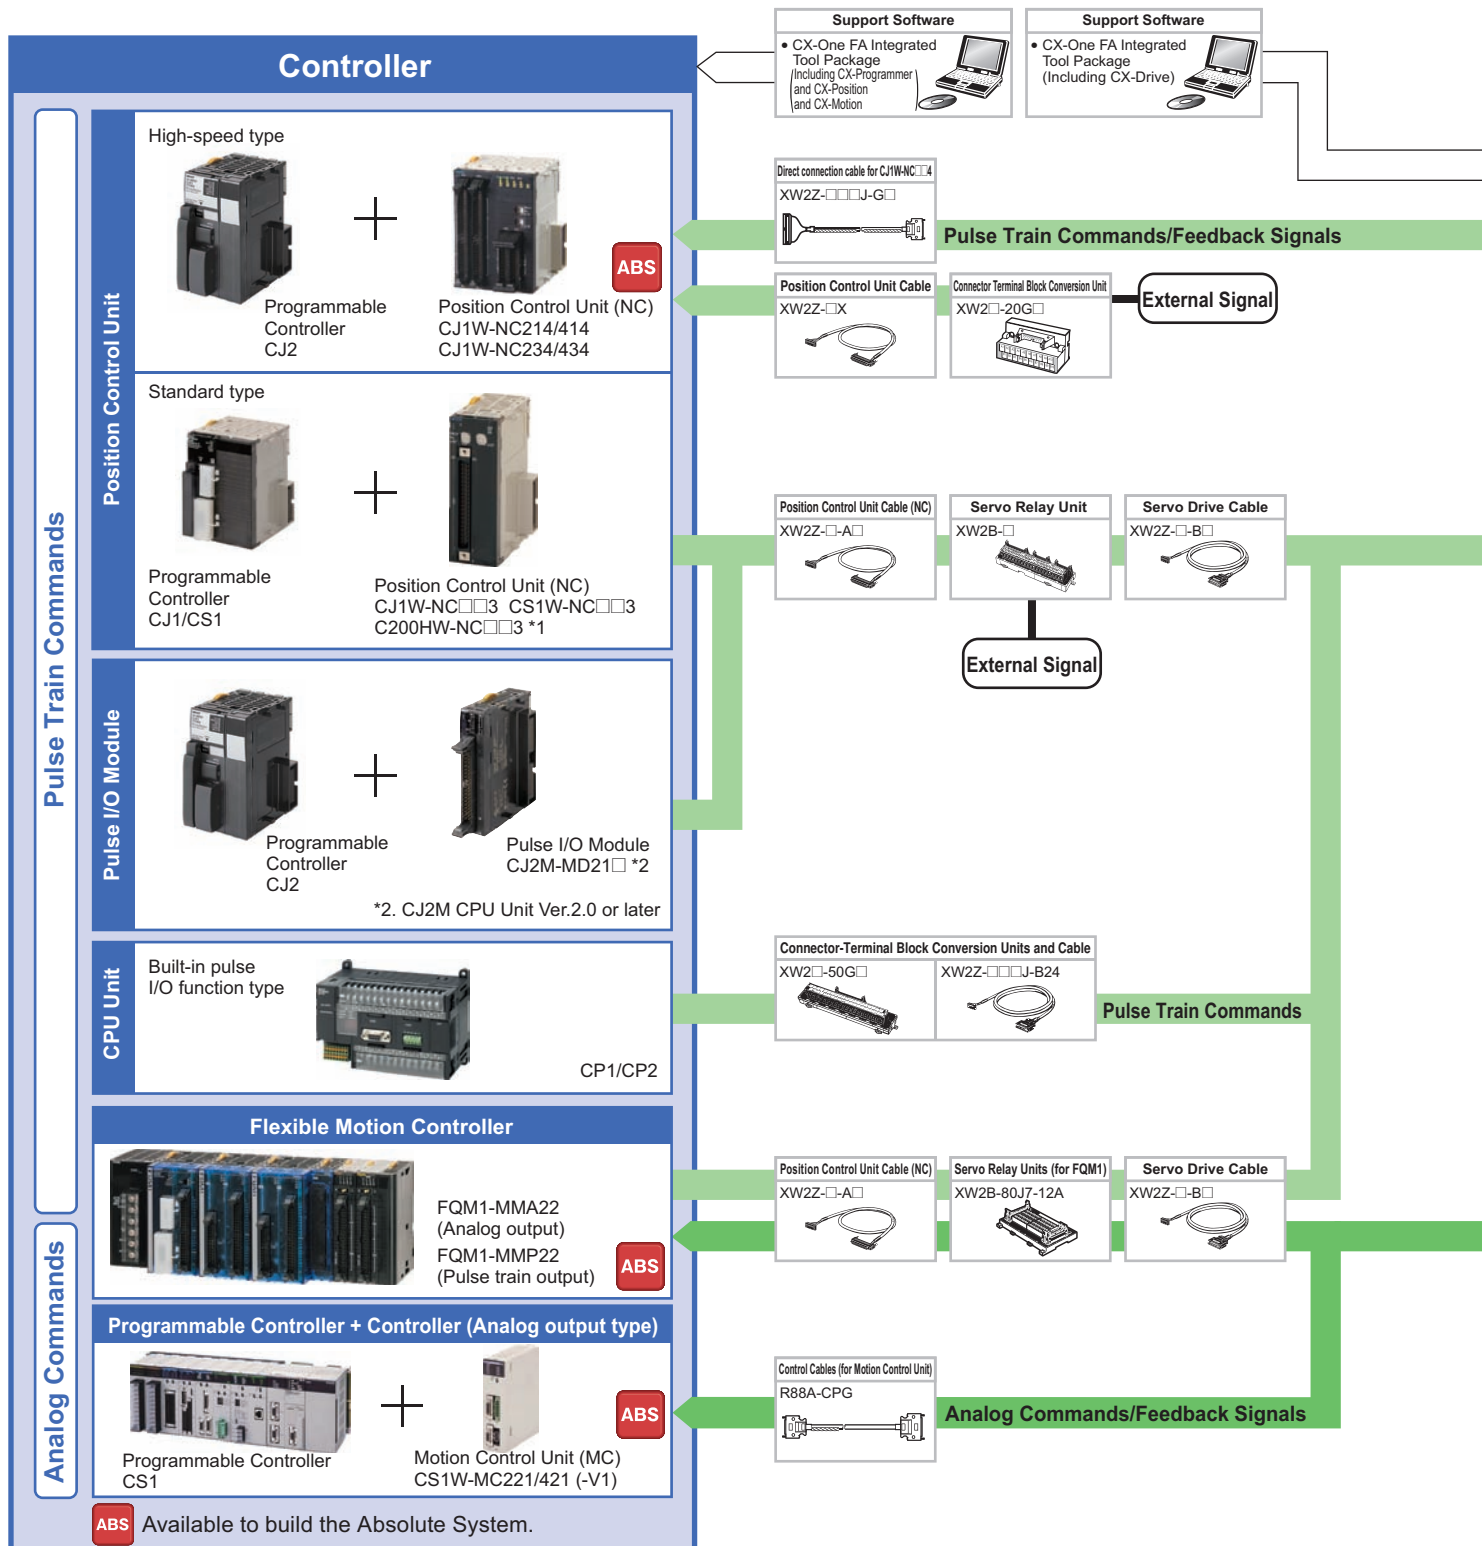 Support Software
• CX-One FA Integrated
Tool Package
(Including CX-Programmer
and CX-Position
and CX-Motion)
Support Software
• CX-One FA Integrated
Tool Package
(Including CX-Drive)
Controller
Pulse Train Commands
Analog Commands
Position Control Unit
High-speed type
Programmable
Controller
CJ2
Position Control Unit (NC)
CJ1W-NC214/414
CJ1W-NC234/434
ABS
Direct connection cable for CJ1W-NC□□4
XW2Z-□□□J-G□
Pulse Train Commands/Feedback Signals
Position Control Unit Cable
XW2Z-□X
Connector Terminal Block Conversion Unit
XW2□-20G□
External Signal
Standard type
Programmable
Controller
CJ1/CS1
Position Control Unit (NC)
CJ1W-NC□□3 CS1W-NC□□3
C200HW-NC□□3 *1
Position Control Unit Cable (NC)
XW2Z-□-A□
Servo Relay Unit
XW2B-□
Servo Drive Cable
XW2Z-□-B□
External Signal
Pulse I/O Module
Programmable
Controller
CJ2
Pulse I/O Module
CJ2M-MD21□ *2
*2. CJ2M CPU Unit Ver.2.0 or later
CPU Unit
Built-in pulse
I/O function type
CP1/CP2
Connector-Terminal Block Conversion Units and Cable
XW2□-50G□
XW2Z-□□□J-B24
Pulse Train Commands
Flexible Motion Controller
FQM1-MMA22
(Analog output)
FQM1-MMP22
(Pulse train output)
ABS
Position Control Unit Cable (NC)
XW2Z-□-A□
Servo Relay Units (for FQM1)
XW2B-80J7-12A
Servo Drive Cable
XW2Z-□-B□
Programmable Controller + Controller (Analog output type)
Programmable Controller
CS1
Motion Control Unit (MC)
CS1W-MC221/421 (-V1)
ABS
Control Cables (for Motion Control Unit)
R88A-CPG
Analog Commands/Feedback Signals
ABS Available to build the Absolute System.